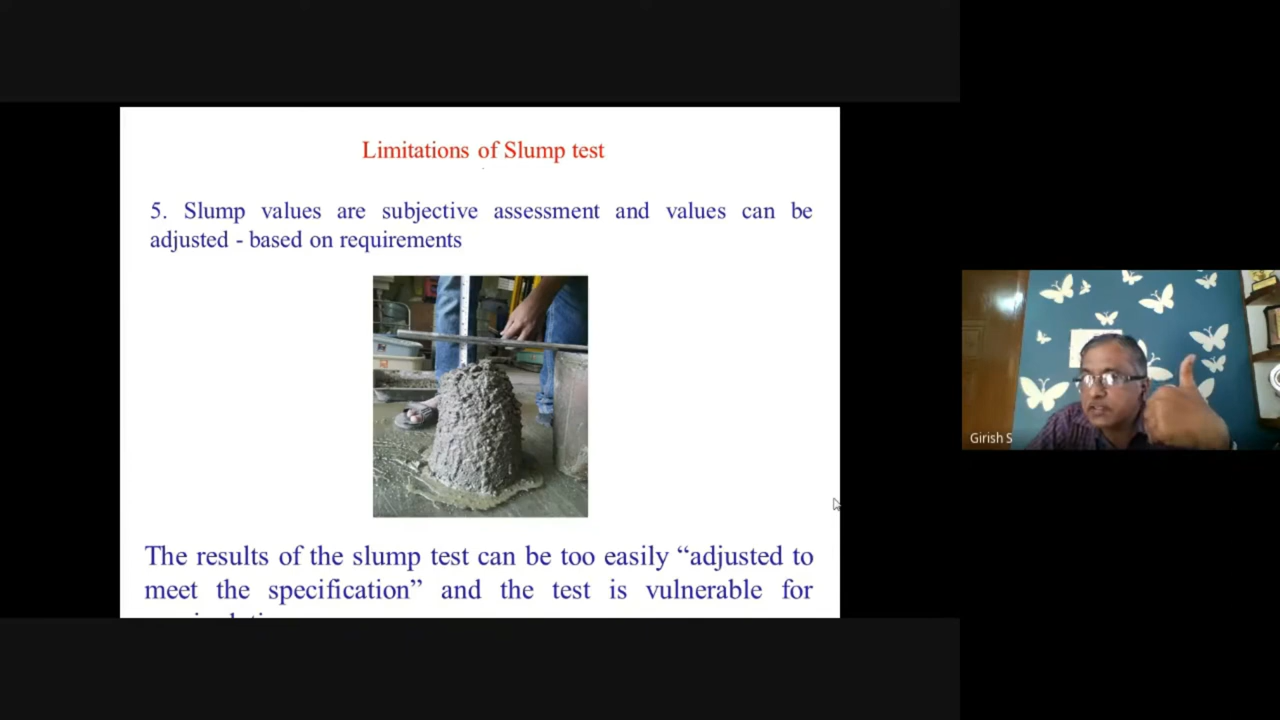 Limitations of Slump test
5. Slump values are subjective assessment and values can be
adjusted - based on requirements
The results of the slump test can be too easily “adjusted to
meet the specification” and the test is vulnerable for
Girish S